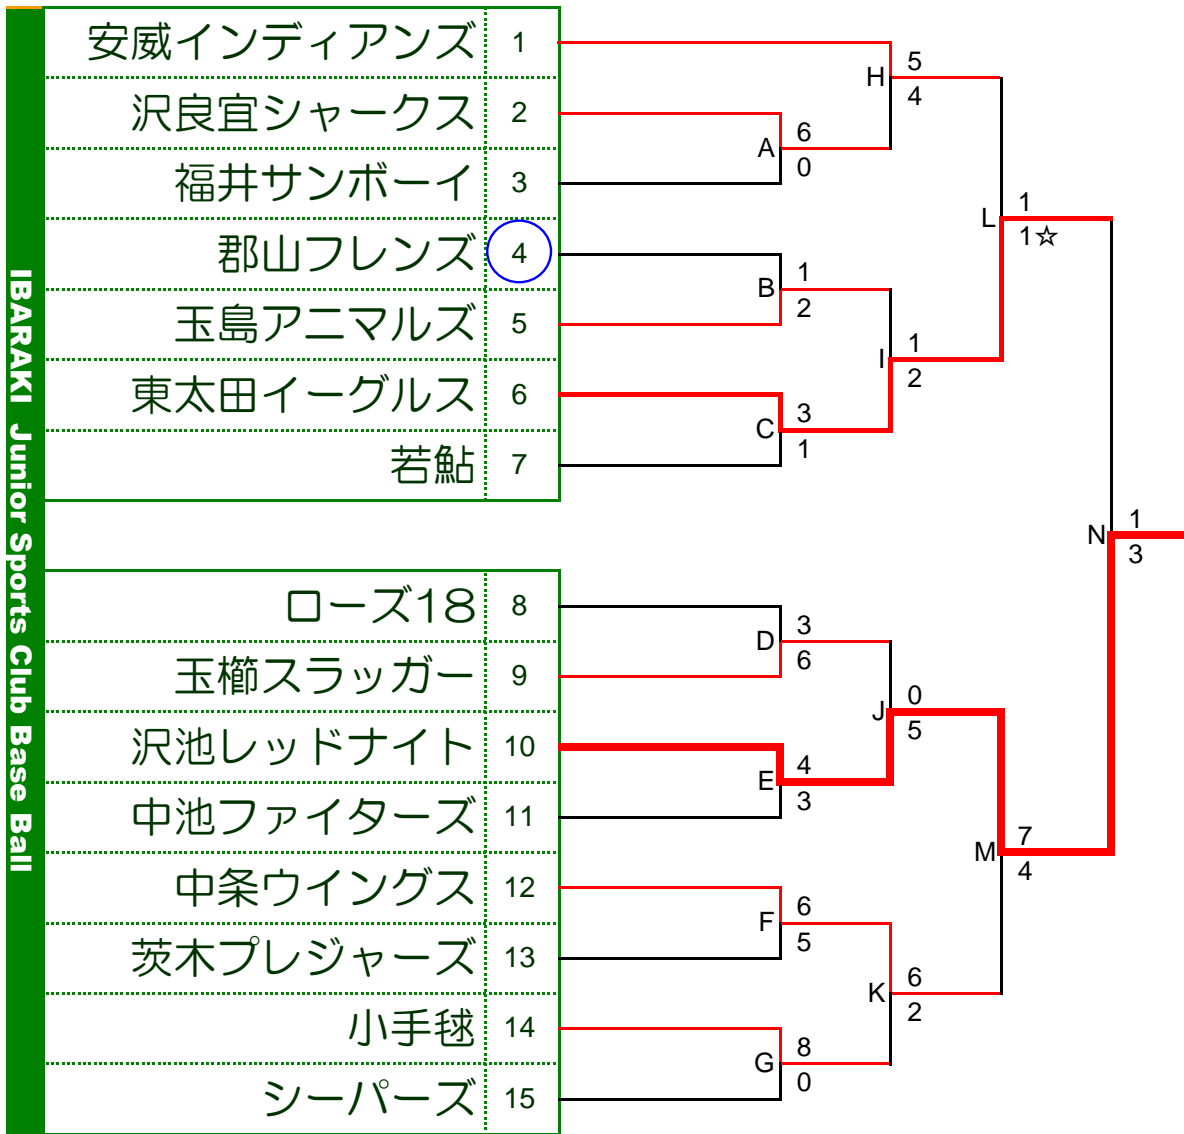 IBARAKI Junior Sports Club Base Ball
安威インディアンズ 1
沢良宜シャークス 2
福井サンボーイ 3
郡山フレンズ 4
玉島アニマルズ 5
東太田イーグルス 6
若鮎 7
ローズ18 8
玉櫛スラッガー 9
沢池レッドナイト 10
中池ファイターズ 11
中条ウイングス 12
茨木プレジャーズ 13
小手毬 14
シーパーズ 15
A 6
0
B 1
2
C 3
1
D 3
6
E 4
3
F 6
5
G 8
0
H 5
4
I 1
2
J 0
5
K 6
2
L 1
1☆
M 7
4
N 1
3